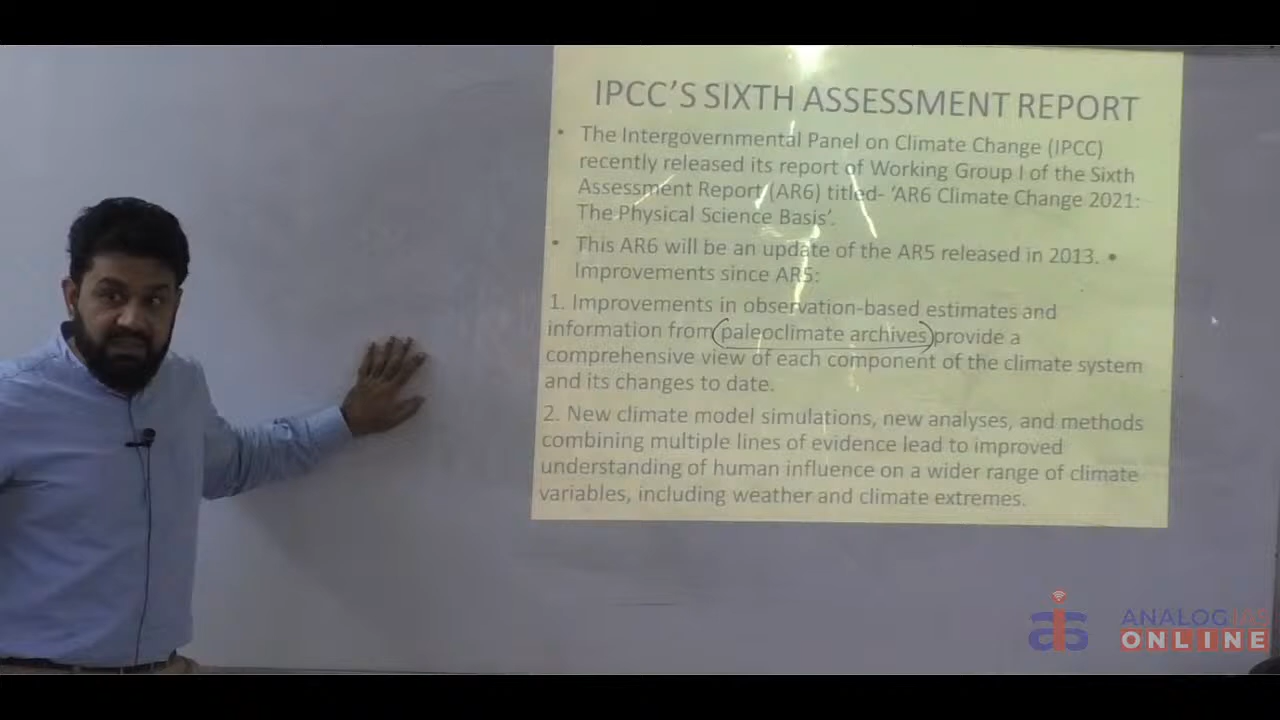 IPCC'S SIXTH ASSESSMENT REPORT
• The Intergovernmental Panel on Climate Change (IPCC)
recently released its report of Working Group I of the Sixth
Assessment Report (AR6) titled- 'AR6 Climate Change 2021:
The Physical Science Basis'.
• This AR6 will be an update of the AR5 released in 2013. •
Improvements since AR5:
1. Improvements in observation-based estimates and
information from paleoclimate archives provide a
comprehensive view of each component of the climate system
and its changes to date.
2. New climate model simulations, new analyses, and methods
combining multiple lines of evidence lead to improved
understanding of human influence on a wider range of climate
variables, including weather and climate extremes.
ais
ANALOG IAS
ONLINE